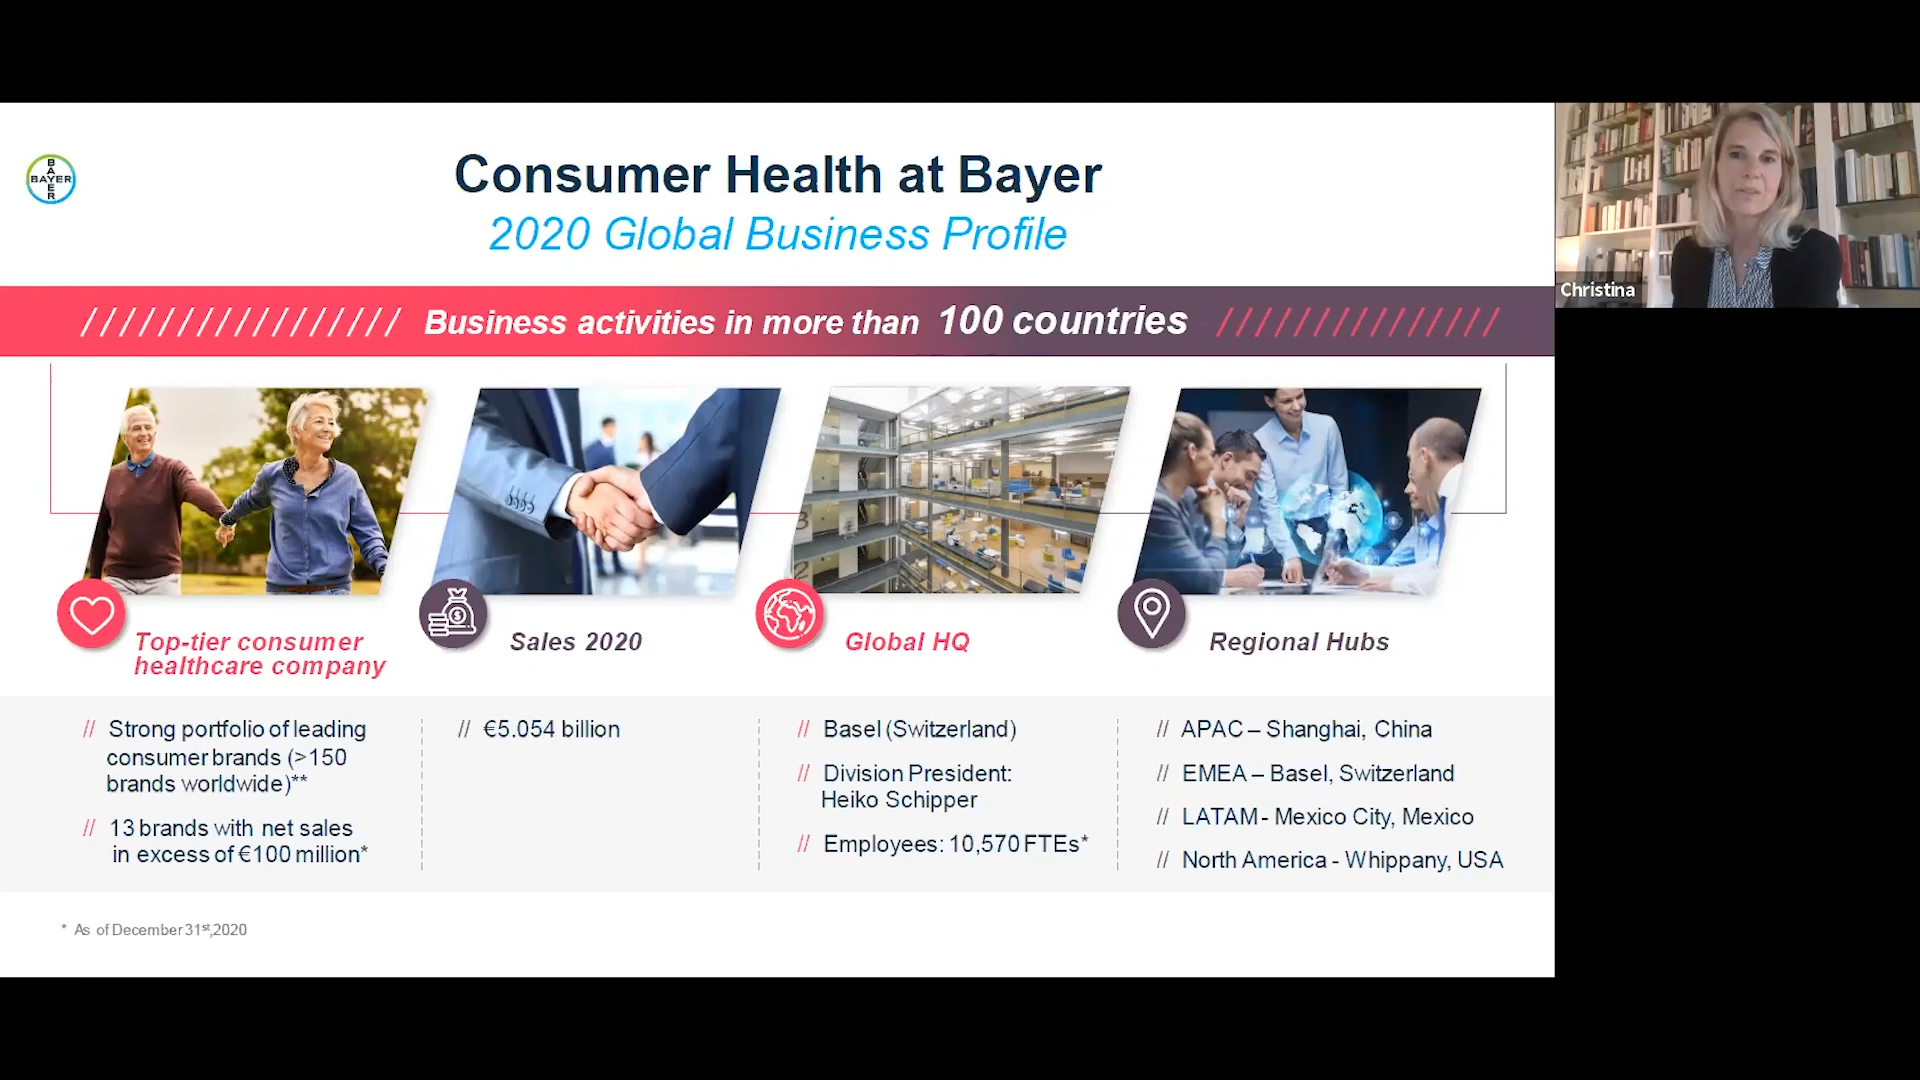 BAYER
BAYER
Consumer Health at Bayer
2020 Global Business Profile
Christina
Business activities in more than 100 countries
3
2
Top-tier consumer
healthcare company
Sales 2020
Global HQ
Regional Hubs
// Strong portfolio of leading
consumer brands (>150
brands worldwide)**
// 13 brands with net sales
in excess of €100 million*
// €5.054 billion
// Basel (Switzerland)
// Division President:
Heiko Schipper
// Employees: 10,570 FTEs*
// APAC – Shanghai, China
// EMEA – Basel, Switzerland
// LATAM - Mexico City, Mexico
// North America - Whippany, USA
* As of December 31st,2020